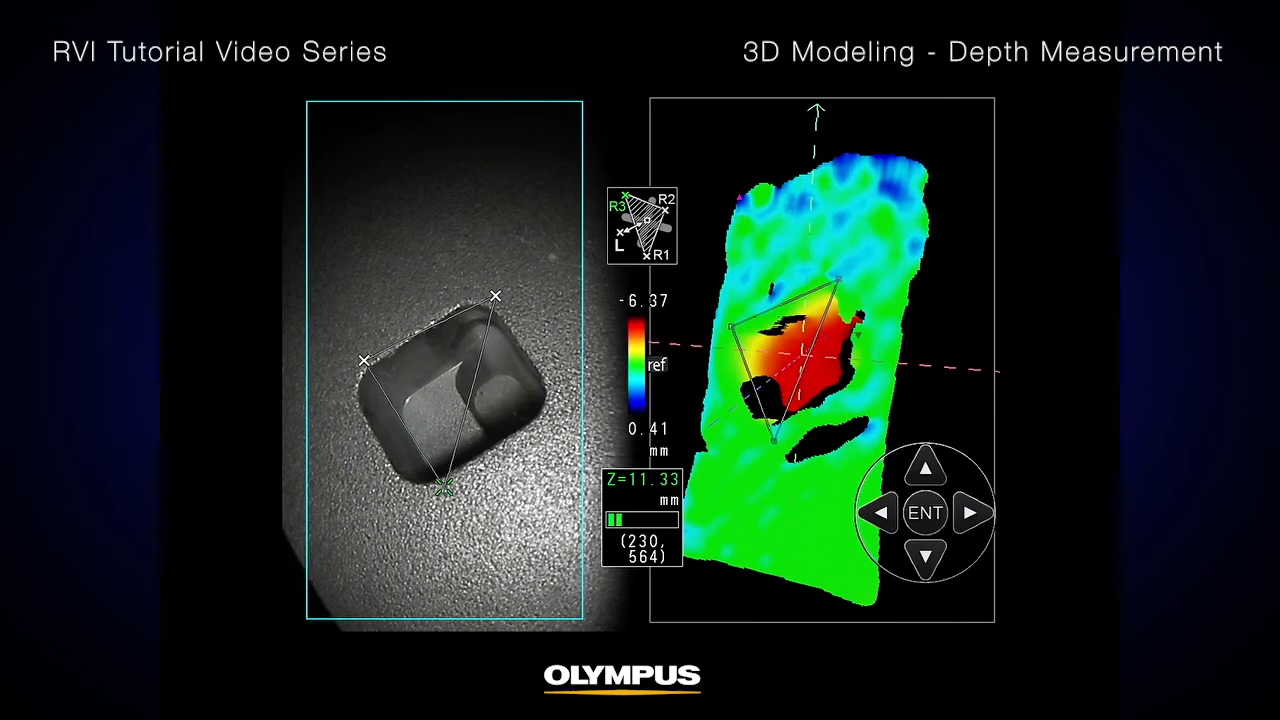 RVI Tutorial Video Series
3D Modeling - Depth Measurement
R3
R2
L
R1
-6.37
ref
0.41
mm
Z=11.33
mm
(230,
564)
ENT
OLYMPUS